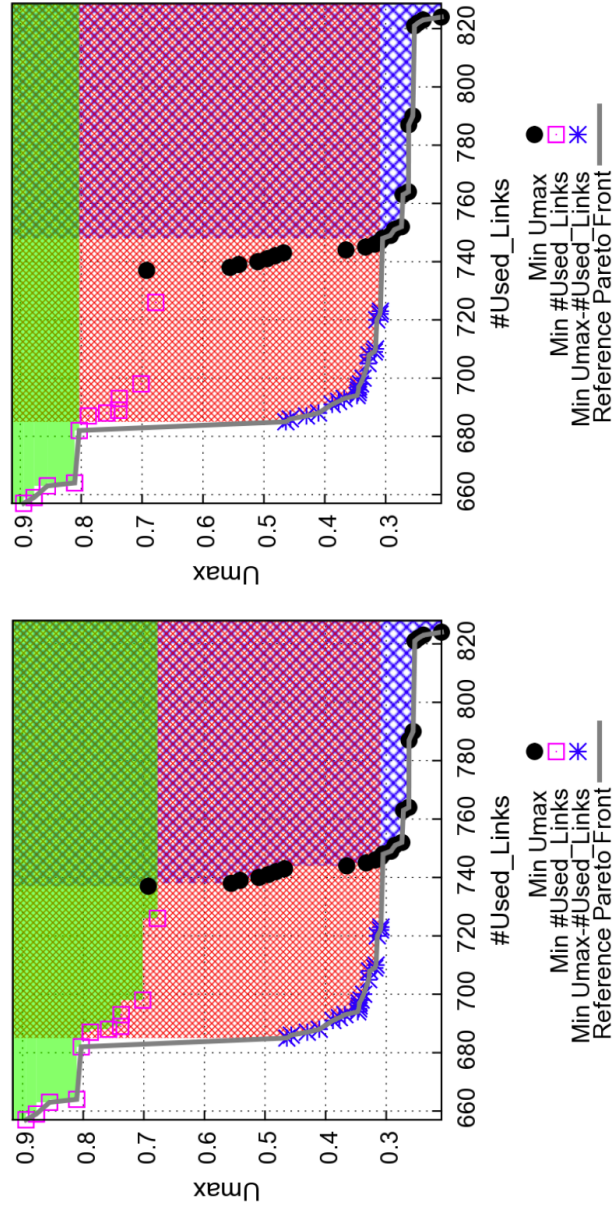 Umax
0.9
0.8
0.7
0.6
0.5
0.4
0.3
660
680
700
720
740
760
780
800
820
#Used_Links
Min Umax
Min #Used_Links
Min Umax-#Used_Links
Reference Pareto Front
Umax
0.9
0.8
0.7
0.6
0.5
0.4
0.3
660
680
700
720
740
760
780
800
820
#Used_Links
Min Umax
Min #Used_Links
Min Umax-#Used_Links
Reference Pareto Front